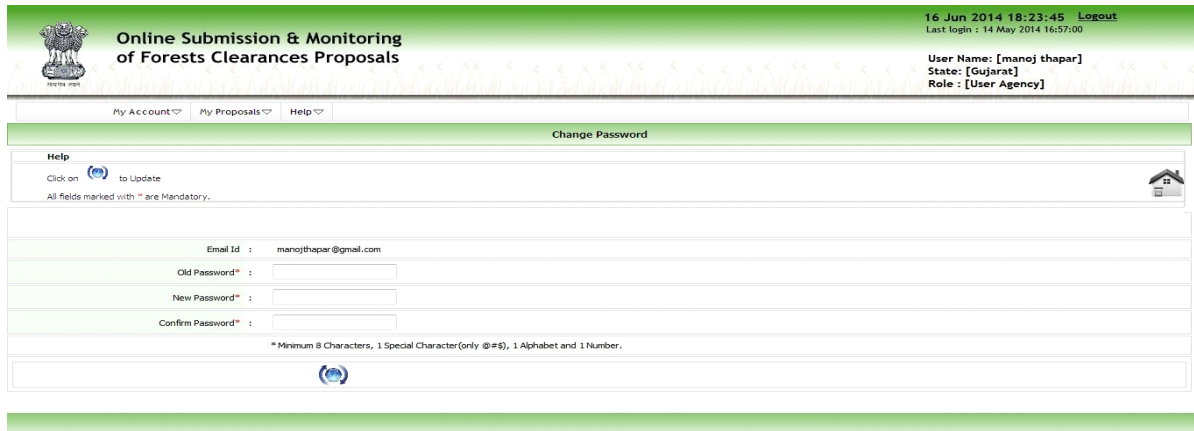 16 Jun 2014 18:23:45 Logout
Last login : 14 May 2014 16:57:00
Online Submission & Monitoring
of Forests Clearances Proposals
User Name: [manoj thapar]
State: [Gujarat]
Role : [User Agency]
सत्यमेव जयते
My Account My Proposals Help
Change Password
Help
Click on to Update
All fields marked with * are Mandatory.
Email Id : manojthapar@gmail.com
Old Password* :
New Password* :
Confirm Password* :
* Minimum 8 Characters, 1 Special Character(only @#$), 1 Alphabet and 1 Number.